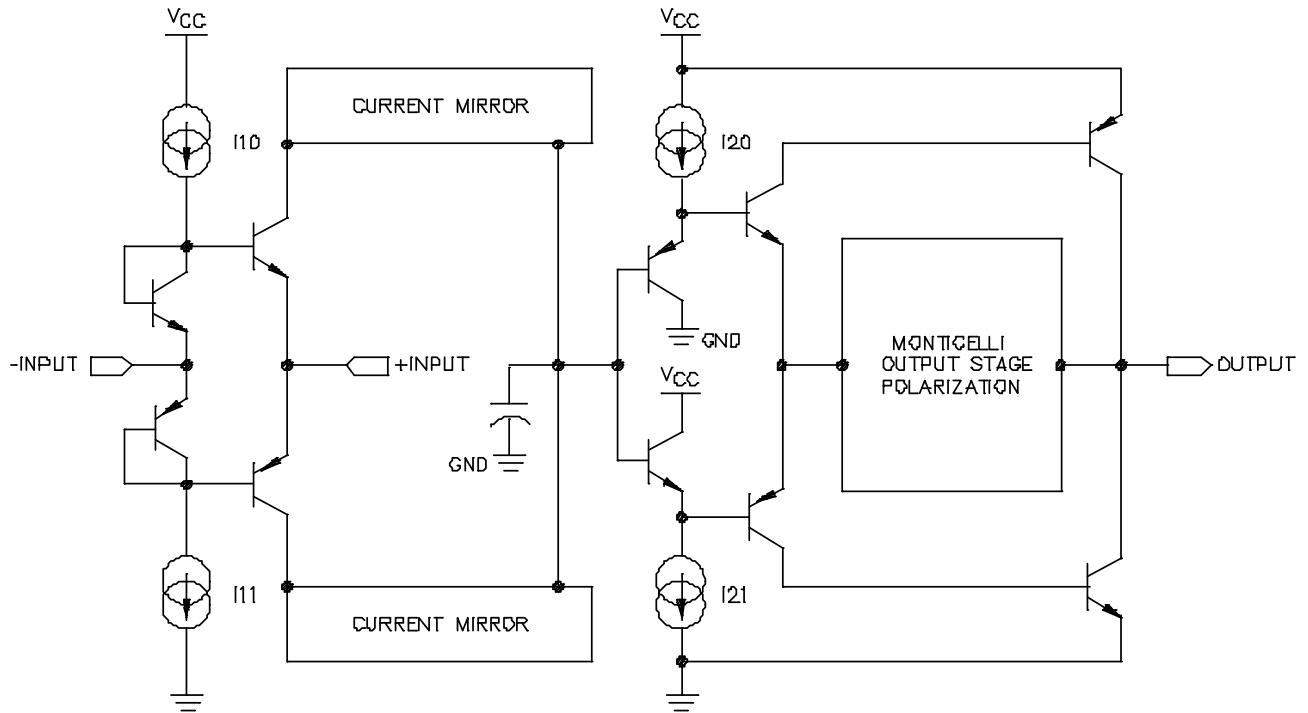 VCC
VCC
CURRENT MIRROR
I10
I20
-INPUT
+INPUT
GND
VCC
GND
MONTICELLI
OUTPUT STAGE
POLARIZATION
OUTPUT
I11
I21
CURRENT MIRROR